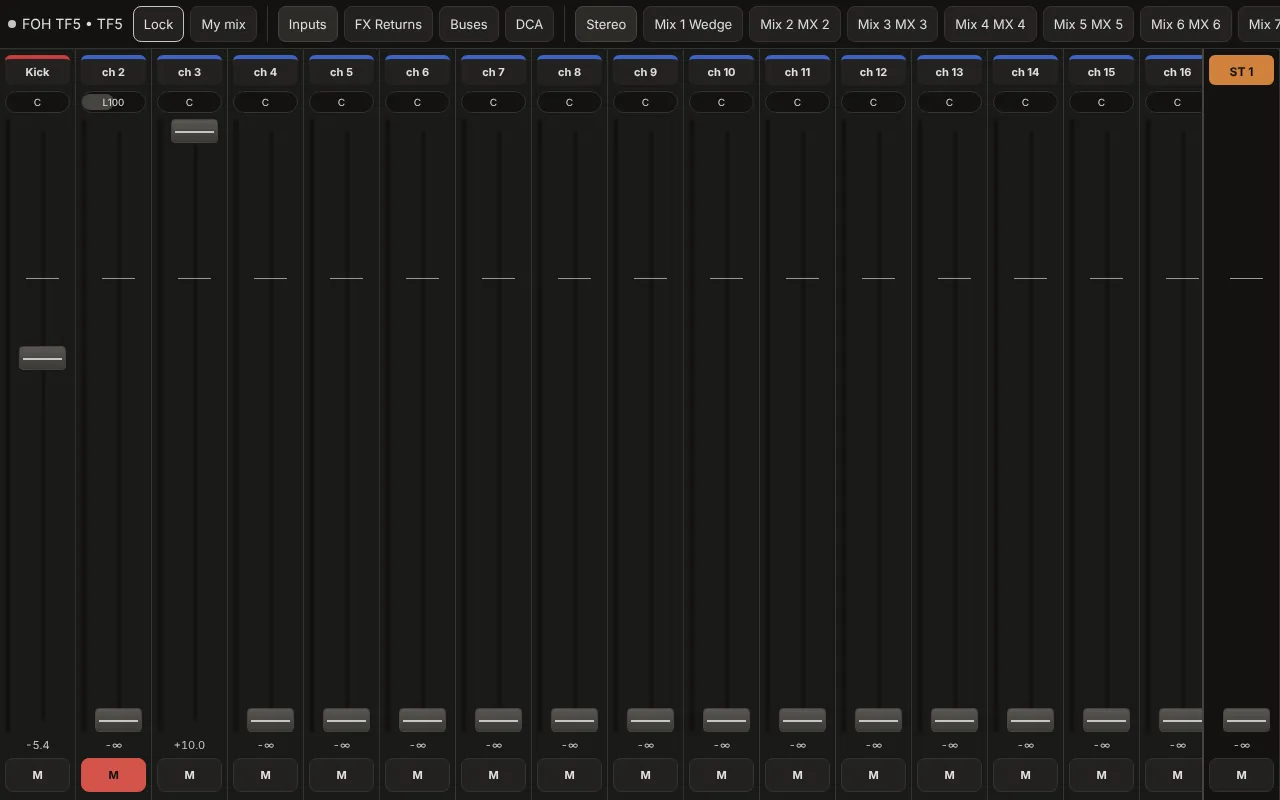 FOH TF5 • TF5 Lock My mix Inputs FX Returns Buses DCA Stereo Mix 1 Wedge Mix 2 MX 2 Mix 3 MX 3 Mix 4 MX 4 Mix 5 MX 5 Mix 6 MX 6 Mix 7
Kick ch 2 ch 3 ch 4 ch 5 ch 6 ch 7 ch 8 ch 9 ch 10 ch 11 ch 12 ch 13 ch 14 ch 15 ch 16 ST 1
C L100 C C C C C C C C C C C C C C
-5.4 -∞ +10.0 -∞ -∞ -∞ -∞ -∞ -∞ -∞ -∞ -∞ -∞ -∞ -∞ -∞ -∞
M M M M M M M M M M M M M M M M M